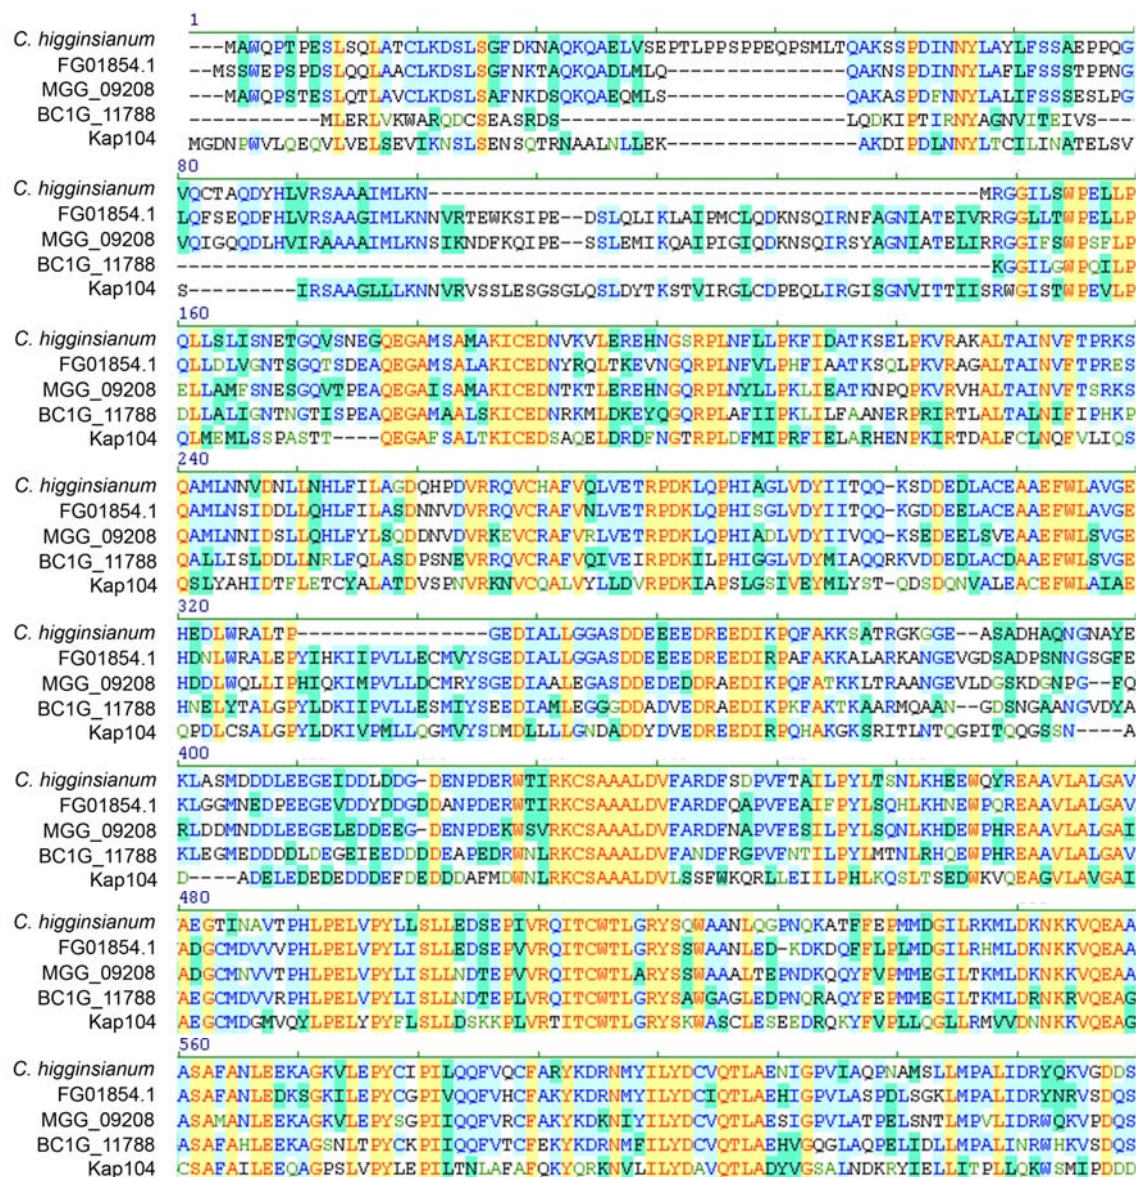 1
C. higginsianum ---MAWQPTPESLSQLATCLKDSLSGFDKNAQKQAELVSEPTLPPSPPEQPSMLTQAKSSPDINNYLAYLFSSAEPPQG
FG01854.1 --MSSWEPSPDSLQQLAACLKDSLSGFNKTAQKQADLMLQ---------------QAKNSPDINNYLAFLFSSSTPPNG
MGG_09208 ---MAWQPSTESLQTLAVCLKDSLSAFNKDSQKQAEQMLS---------------QAKASPDFNNYLALIFSSSESLPG
BC1G_11788 -----------MLERLVKWARQDCSEASRDS------------------------LQDKIPTIRNYAGNVITEIVS---
Kap104 MGDNPWVLQEQVLVELSEVIKNSLSENSQTRNAALNLLEK---------------AKDIPDLNNYLTCILINATELSV
80
C. higginsianum VQCTAQDYHLVRSAAAIMLKN-----------------------------------------------MRGGILSWPELLP
FG01854.1 LQFSEQDFHLVRSAAGIMLKNNVRTEWKSIPE--DSLQLIKLAIPMCLQDKNSQIRNFAGNIATEIVRRGGLLTWPELLP
MGG_09208 VQIGQQDLHVIRAAAAIMLKNSIKNDFKQIPE--SSLEMIKQAIPIGIQDKNSQIRSYAGNIATELIRRGGIFSWPSFLP
BC1G_11788 --------------------------------------------------------------------KGGILGWPQILP
Kap104 S----------IRSAAGLLLKNNVRVSSLESGSGLQSLDYTKSTVIRGLCDPEQLIRGISGNVITTIISRWGISTWPEVLP
160
C. higginsianum QLLSLISNETGQVSNEGQEGAMSAMAKICEDNVKVLEREHNGSRPLNFLLPKFIDATKSELPKVRAKALTAINVFTPRKS
FG01854.1 QLLDLVGNTSGQTSDEAQEGAMSALAKICEDNYRQLTKEVNGQRPLNFVLPHFIAATKSQLPKVRAGALTAINVFTPRES
MGG_09208 ELLAMFSNESGQVTPEAQEGAISAMAKICEDNTKTLEREHNGQRPLNYLLPKLIEATKNPQPKVRVHALTAINVFTSRKS
BC1G_11788 DLLALIGNTNGTISPEAQEGAMAALSKICEDNRKMLDKEYQGQRPLAFIIPKLILFAANERPRIRTLALTALNIFIPHKP
Kap104 QLMEMLSSPASTT----QEGAFSALTKICEDSAQELDRDFNGTRPLDFMIPRFIELARHENPKIRTDALFCLNQFVLIQS
240
C. higginsianum QAMLNNVDNLLNHLFILAGDQHPDVRRQVCHAFVQLVETRPDKLQPHIAGLVDYIITQQ-KSDDEDLACEAAEFWLAVGE
FG01854.1 QAMLNSIDDLLQHLFILASDNNVDVRRQVCRAFVNLVETRPDKLQPHISGLVDYIITQQ-KGDDEELACEAAEFWLAVGE
MGG_09208 QAMLNNIDSLLQHLFYLSQDDNVDVRKEVCRAFVRLVETRPDKLQPHIADLVDYIVMQQ-KSEDEELSVEAAEFWLSVGE
BC1G_11788 QALLISLDDLLNRLFQLASDPSNEVRRQVCRAFVQIVEIRPDKILPHIGGLVDYMIAQQRKVDDEDLACDAAEFWLSVGE
Kap104 QSLYAHIDTFLETCYALATDVSPNVRKNVCQALVYLLDVRPDKIAPSLGSIVEYMLYST-QDSDQNVALEACEFWLAIAE
320
C. higginsianum HEDLWRALTP----------------GEDIALLGGASDDEEEEDREEDIKPQFAKKSATRGKGGE--ASADHAQNGNAYE
FG01854.1 HDNLWRALEPYIHKIIPVLLECMVYSGEDIALLGGASDDEEEEDREEDIRPAFAKKALARKANGEVGDSADPSNNGSGFE
MGG_09208 HDDLWQLLIPHIQKIMPVLLDCMRYSGEDIAALEGASDDEDEDDRAEDIKPQFATKKLTRAANGEVLDGSKDGNPG--FQ
BC1G_11788 HNELYTALGPYLDKIIPVLLESMIYSEEDIAMLEGGGDDADVEDRAEDIKPKFAKTKAARMQAAN-GDSNGAANGVDYA
Kap104 QPDLCSALGPYLDKIVPMLLQGMVYSDMDLLLLGNDADDYDVEDREEDIRPQHAKGKSRITLNTQGPITQQGSSN----A
400
C. higginsianum KLASMDDDLEEGEIDDLDDG-DENPDERWTIRKCSAAALDVFARDFSDPVFTAILPYLTSNLKHEEWQYREAAVLALGAV
FG01854.1 KLGGMNEDPEEGEVDDYDDGDDANPDERWTIRKCSAAALDVFARDFQAPVFEAIFPYLSQHLKHNEWPQREAAVLALGAV
MGG_09208 RLDDMNDDLEEGELEDDEEG-DENPDEKWSVRKCSAAALDVFARDFNAPVFESILPYLSQNLKHDEWPHREAAVLALGAI
BC1G_11788 KLEGMEDDDDLDEGEIEEDDDDEAPEDRWNLRKCSAAALDVFANDFRGPVFNTILPYLMTNLRHQEWPHREAAVLALGAV
Kap104 D----ADELEDEDEDDDEFDEDDDAFMDWNLRKCSAAALDVLSSFWKQRLLEIILPHLKQSLTSEDWKVQEAGVLAVGAI
480
C. higginsianum AEGTINAVTPHLPELVPYLLSLLEDSEPIVRQITCWTLGRYSQWAANLQGPNQKATFFEPMMDGILRKMLDKNKKVQEAA
FG01854.1 ADGCMDVVVPHLPELVPYLISLLEDSEPVVRQITCWTLGRYSSWAANLED-KDKDQFFLPLMDGILRHMLDKNKKVQEAA
MGG_09208 ADGCMNVVTPHLPELVPYLISLLNDTEPVVRQITCWTLARYSSWAAALTEPNDKQQYFVPMMEGILTKMLDKNKKVQEAA
BC1G_11788 AEGCMDVVRPHLPELVPYLISLLNDTEPLVRQITCWTLGRYSAWGAGLEDPNQRAQYFEPMMEGILTKMLDRNKRVQEAG
Kap104 AEGCMDGMVQYLPELYPYFLSLLDSKKPLVRTITCWTLGRYSKWASCLESEEDRQKYFVPLLQGLLRMVVDNNKKVQEAG
560
C. higginsianum ASAFANLEEKAGKVLEPYCIPILQQFVQCFARYKDRNMYILYDCVQTLAENIGPVIAQPNAMSLLMPALIDRYQKVGDDS
FG01854.1 ASAFANLEDKSGKILEPYCGPIVQQFVHCFAKYKDRNMYILYDCIQTLAEHIGPVLASPDLSGKLMPALIDRYNRVSDQS
MGG_09208 ASAMANLEEKAGKVLEPYSGPIIQQFVRCFAKYKDKNIYILYDCVQTLAESIGPVLATPELSNTLMPVLIDRWQKVPDQS
BC1G_11788 ASAFAHLEEKAGSNLTPYCKPIIQQFVTCFEKYKDRNMFILYDCVQTLAEHVGQGLAQPELIDLLMPALINRWHKVSDQS
Kap104 CSAFAILEEQAGPSLVPYLEPILTNLAFAFQKYQRKNVLILYDAVQTLADYVGSALNDKRYIELLITPLLQKWSMIPDDD